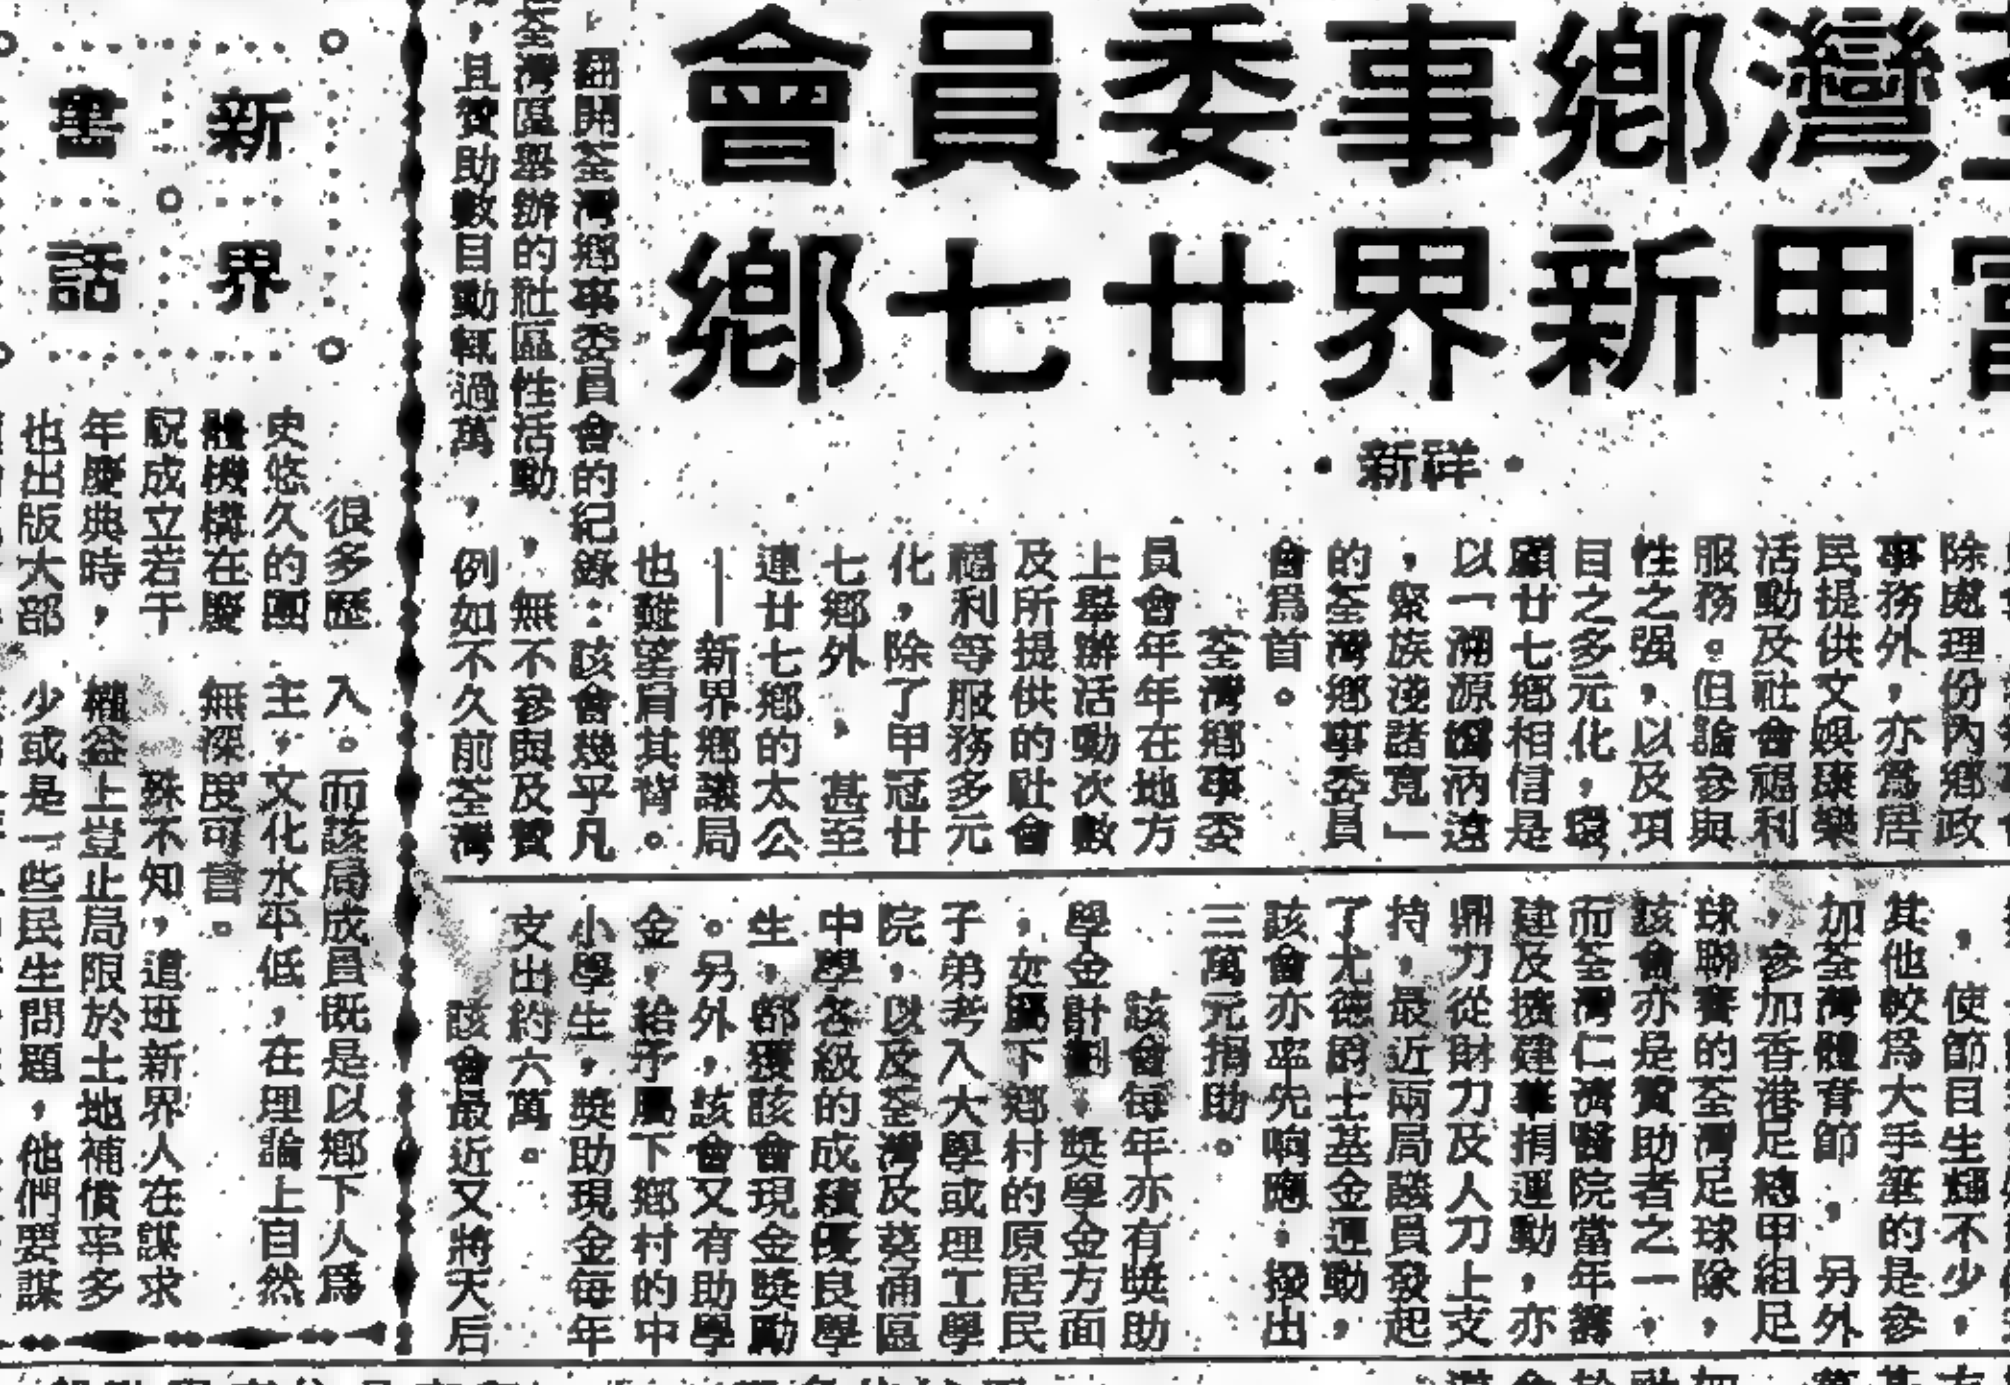 灣鄉事委員會
甲新界廿七鄉
·祥新·
除處理份內鄉政
事務外，亦爲居
民提供文娛康樂
活動及社會福利
服務。但論參與
性之强，以及項
目之多元化，環
顧廿七鄉相信是
以「溯源汭遠
，聚族淺諸寬」
的荃灣鄉事委員
會爲首。
荃灣鄉事委
員會年年在地方
上舉辦活動次數
及所提供的社會
福利等服務多元
化，除了甲冠廿
七鄉外，甚至
連廿七鄉的太公
——新界鄉議局
也難望肩其背。
翻開荃灣鄉事委員會的紀錄：該會幾乎凡
荃灣區舉辦的社區性活動，無不參與及贊
，且贊助數目動輒過萬，例如不久前荃灣
，使節目生輝不少，
其他較爲大手筆的是參
加荃灣體育節，另外
，參加香港足總甲組足
球聯賽的荃灣足球隊，
該會亦是贊助者之一，
而荃灣仁濟醫院當年籌
建及擴建華捐運動，亦
鼎力從財力及人力上支
持，最近兩局議員發起
了尤德爵士基金運動，
該會亦率先响應，撥出
三萬元捐助。
該會每年亦有奬助
學金計劃，奬學金方面
，如屬下鄉村的原居民
子弟考入大學或理工學
院，以及荃灣及葵涌區
中學各級的成績優良學
生，都獲該會現金奬勵
。另外，該會又有助學
金，給予屬下鄉村的中
小學生，奬助現金每年
支出約六萬。
該會最近又將天后
新界
書話
很多歷
史悠久的團
體機構在慶
祝成立若干
年慶典時，
也出版大部
入。而該局成員既是以鄉下人爲
主，文化水平低，在理論上自然
無深度可言。
殊不知，這班新界人在謀求
權益上豈止局限於土地補償率多
少或是一些民生問題，他們要謀